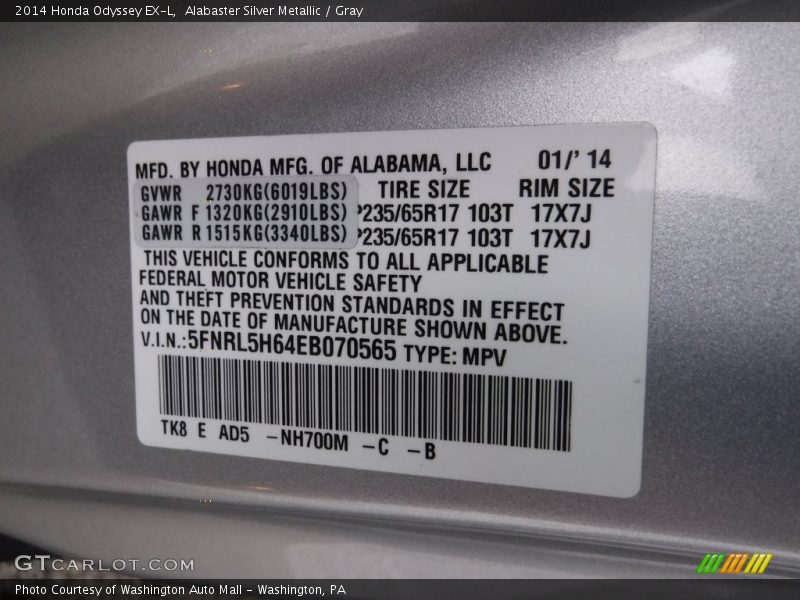 2014 Honda Odyssey EX-L,  Alabaster Silver Metallic / Gray
MFD. BY HONDA MFG. OF ALABAMA, LLC 01/' 14
GVWR 2730KG(6019LBS) TIRE SIZE RIM SIZE
GAWR F 1320KG(2910LBS) P235/65R17 103T 17X7J
GAWR R 1515KG(3340LBS) P235/65R17 103T 17X7J
THIS VEHICLE CONFORMS TO ALL APPLICABLE
FEDERAL MOTOR VEHICLE SAFETY
AND THEFT PREVENTION STANDARDS IN EFFECT
ON THE DATE OF MANUFACTURE SHOWN ABOVE.
V.I.N.:5FNRL5H64EB070565 TYPE: MPV
TK8 E AD5 -NH700M -C -B
GTCARLOT.COM
Photo Courtesy of Washington Auto Mall - Washington, PA